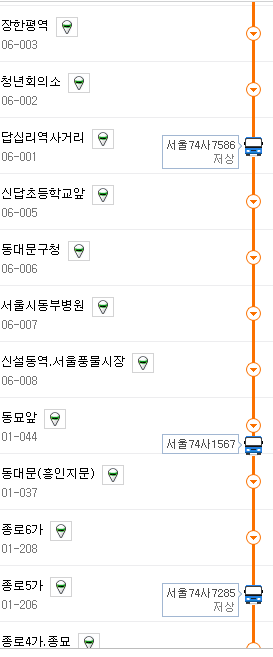 장한평역
06-003
청년회의소
06-002
답십리역사거리
06-001
서울74사7586
저상
신답초등학교앞
06-005
동대문구청
06-006
서울시동부병원
06-007
신설동역.서울풍물시장
06-008
동묘앞
01-044
서울74사1567
동대문(흥인지문)
01-037
종로6가
01-208
종로5가
01-206
서울74사7285
저상
종로4가.종묘